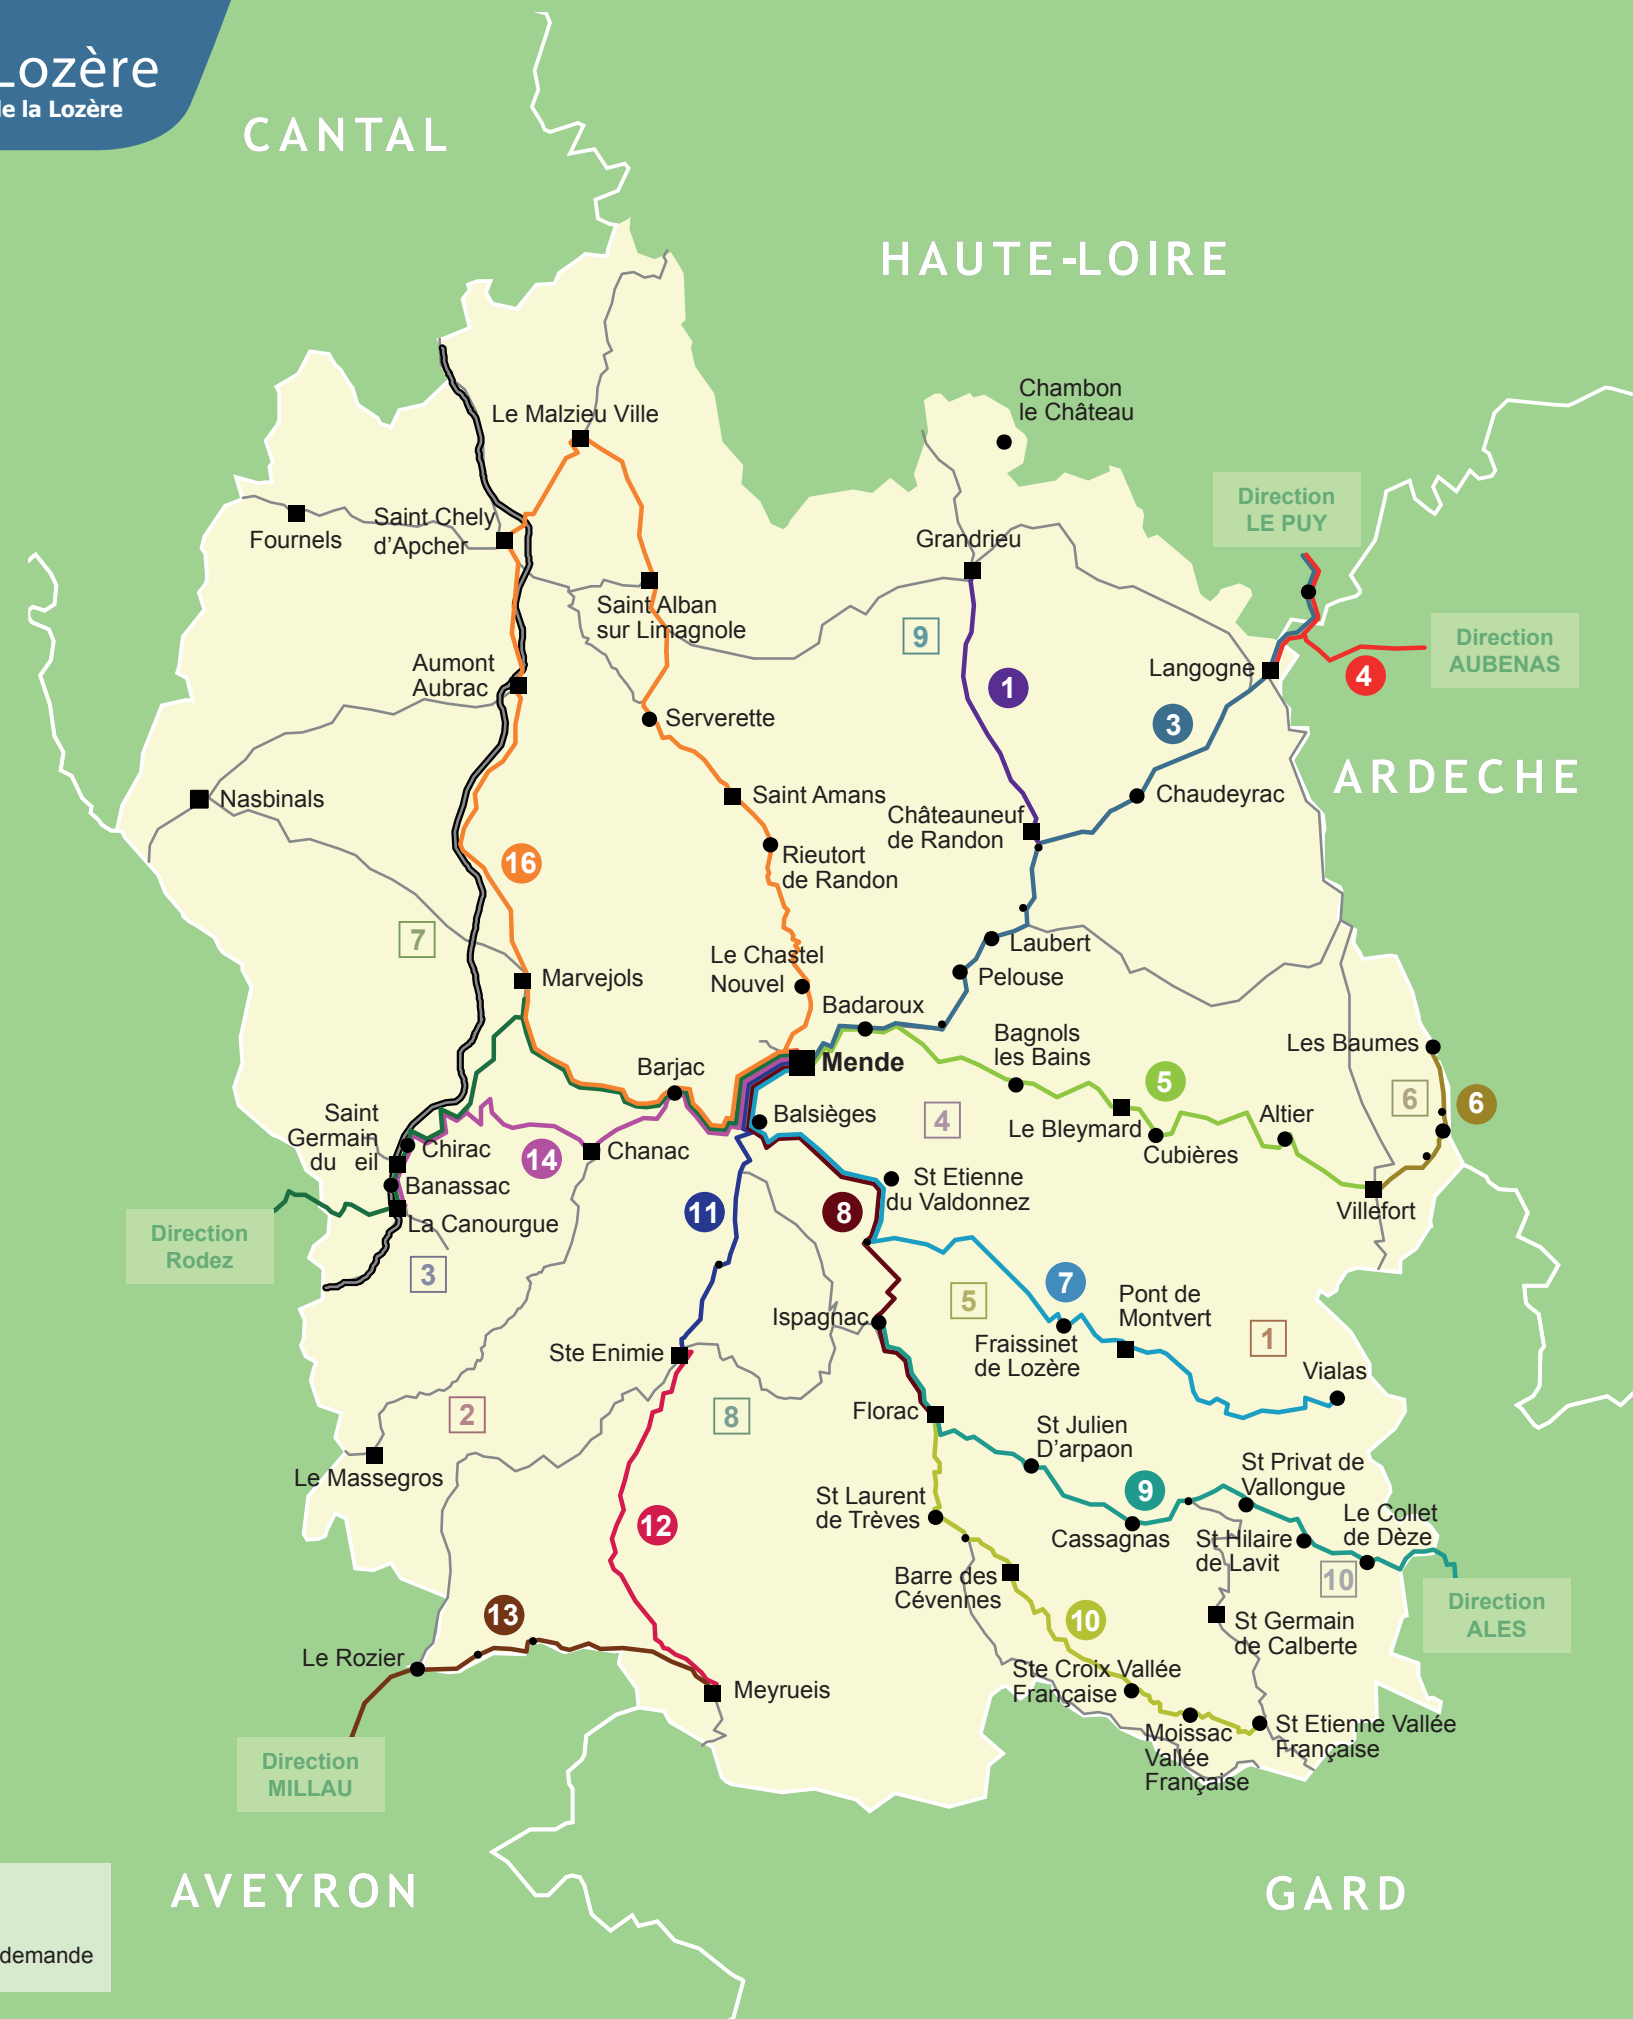 Lozère
de la Lozère
CANTAL
HAUTE-LOIRE
Chambon
le Château
Le Malzieu Ville
Direction
LE PUY
Saint Chely
d'Apcher
Fournels
Grandrieu
Saint Alban
sur Limagnole
9
Direction
AUBENAS
Aumont
Aubrac
Langogne
4
1
3
Serverette
ARDECHE
Nasbinals
Saint Amans
Chaudeyrac
Châteauneuf
de Randon
16
Rieutort
de Randon
7
Laubert
Le Chastel
Nouvel
Marvejols
Pelouse
Badaroux
Bagnols
les Bains
Les Baumes
Mende
Barjac
5
6
6
Balsièges
4
Le Bleymard
Altier
Saint
Germain
du eil
Chirac
14
Chanac
Cubières
Banassac
St Etienne
du Valdonnez
La Canourgue
11
8
Villefort
Direction
Rodez
3
7
5
Pont de
Montvert
Ispagnac
1
Fraissinet
de Lozère
Ste Enimie
Vialas
2
8
Florac
St Julien
D'arpaon
Le Massegros
St Privat de
Vallongue
9
St Laurent
de Trèves
Le Collet
de Dèze
12
Cassagnas
St Hilaire
de Lavit
10
Barre des
Cévennes
Direction
ALES
13
10
St Germain
de Calberte
Le Rozier
Ste Croix Vallée
Française
Meyrueis
Moissac
Vallée
Française
St Etienne Vallée
Française
Direction
MILLAU
AVEYRON
GARD
demande